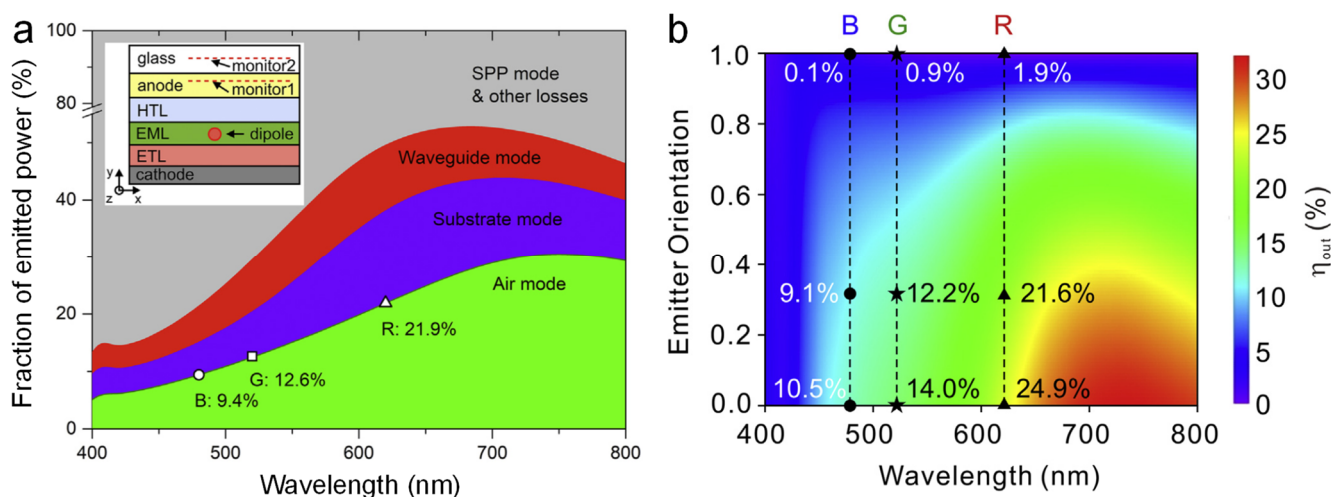 a
Fraction of emitted power (%)
100
80
40
20
0
400
500
600
700
800
Wavelength (nm)
glass
monitor2
anode
monitor1
HTL
EML
dipole
ETL
cathode
y
z
x
SPP mode
& other losses
Waveguide mode
Substrate mode
Air mode
R: 21.9%
G: 12.6%
B: 9.4%
b
B
G
R
Emitter Orientation
1.0
0.8
0.6
0.4
0.2
0.0
0.1%
0.9%
1.9%
9.1%
12.2%
21.6%
10.5%
14.0%
24.9%
400
500
600
700
800
Wavelength (nm)
30
25
20
15
10
5
0
ηout (%)